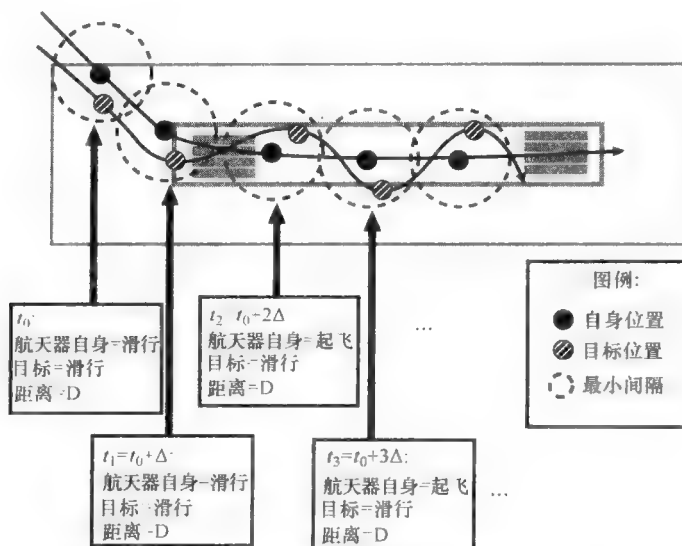 t₀:
航天器自身=滑行
目标=滑行
距离=D
t₁=t₀+Δ:
航天器自身=滑行
目标=滑行
距离=D
t₂ t₀+2Δ
航天器自身=起飞
目标=滑行
距离=D
t₃=t₀+3Δ:
航天器自身=起飞
目标=滑行
距离=D
…
…
图例:
自身位置
目标位置
最小间隔